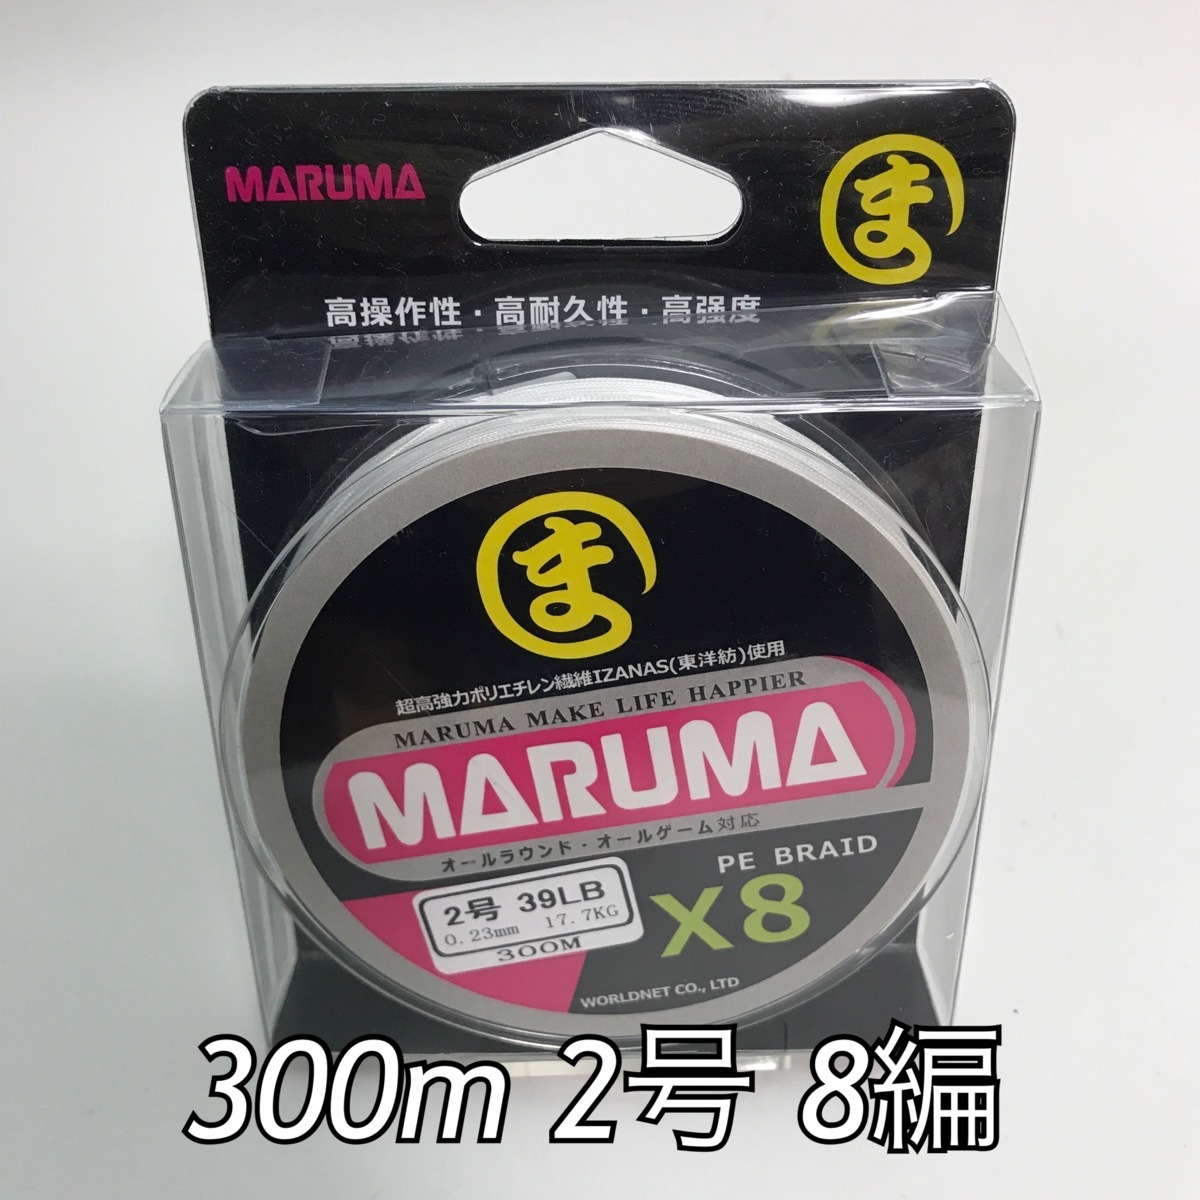 MARUMA
ま
高操作性・高耐久性・高强度
ま
超高強力ポリエチレン繊維IZANAS(東洋紡)使用
MARUMA MAKE LIFE HAPPIER
MARUMA
オールラウンド・オールゲーム対応
PE BRAID
X8
2号 39LB
0.23mm 17.7KG
300M
WORLDNET CO., LTD
300m 2号 8編